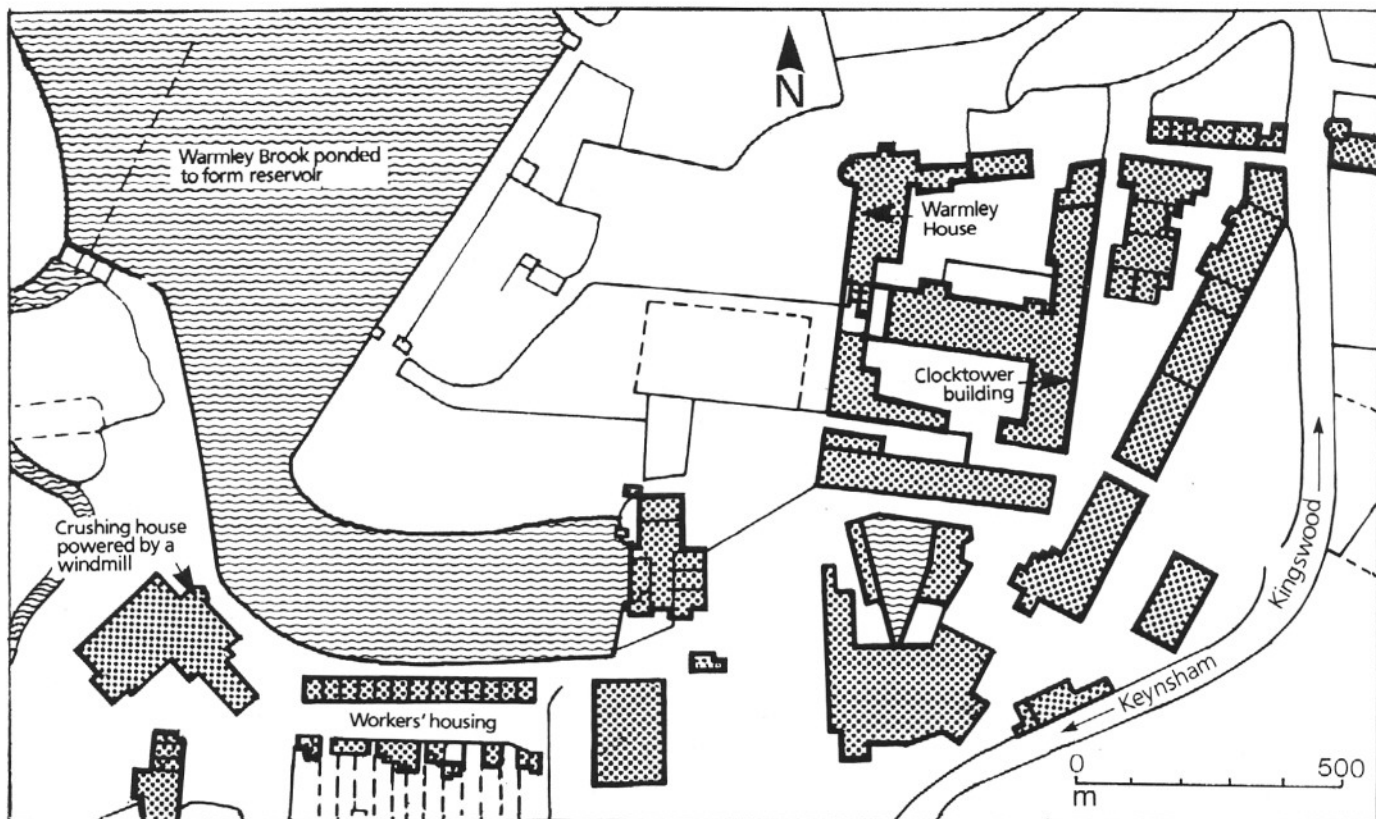 Warmley Brook ponded
to form reservoir
N
Warmley
House
Clocktower
building
Crushing house
powered by a
windmill
Workers' housing
Kingswood
Keynsham
0 500
m